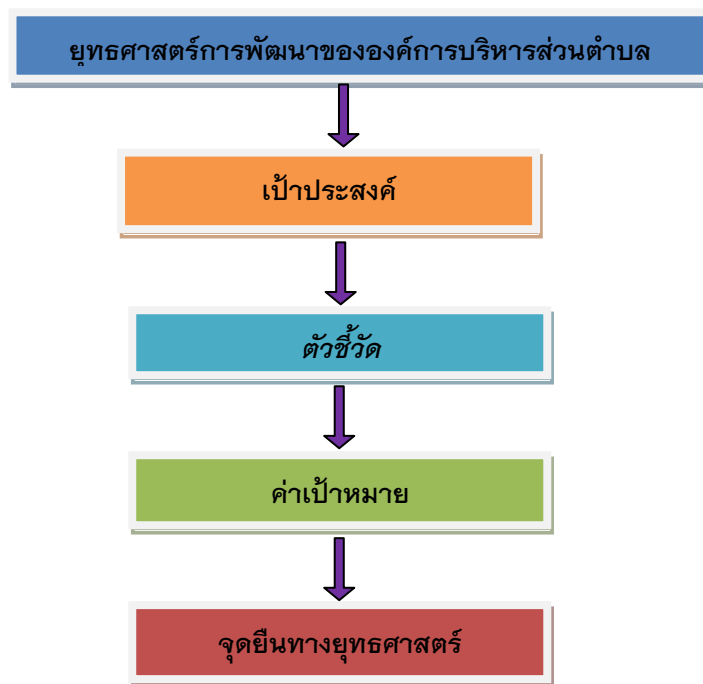 ยุทธศาสตร์การพัฒนาขององค์การบริหารส่วนตำบล
เป้าประสงค์
ตัวชี้วัด
ค่าเป้าหมาย
จุดยืนทางยุทธศาสตร์